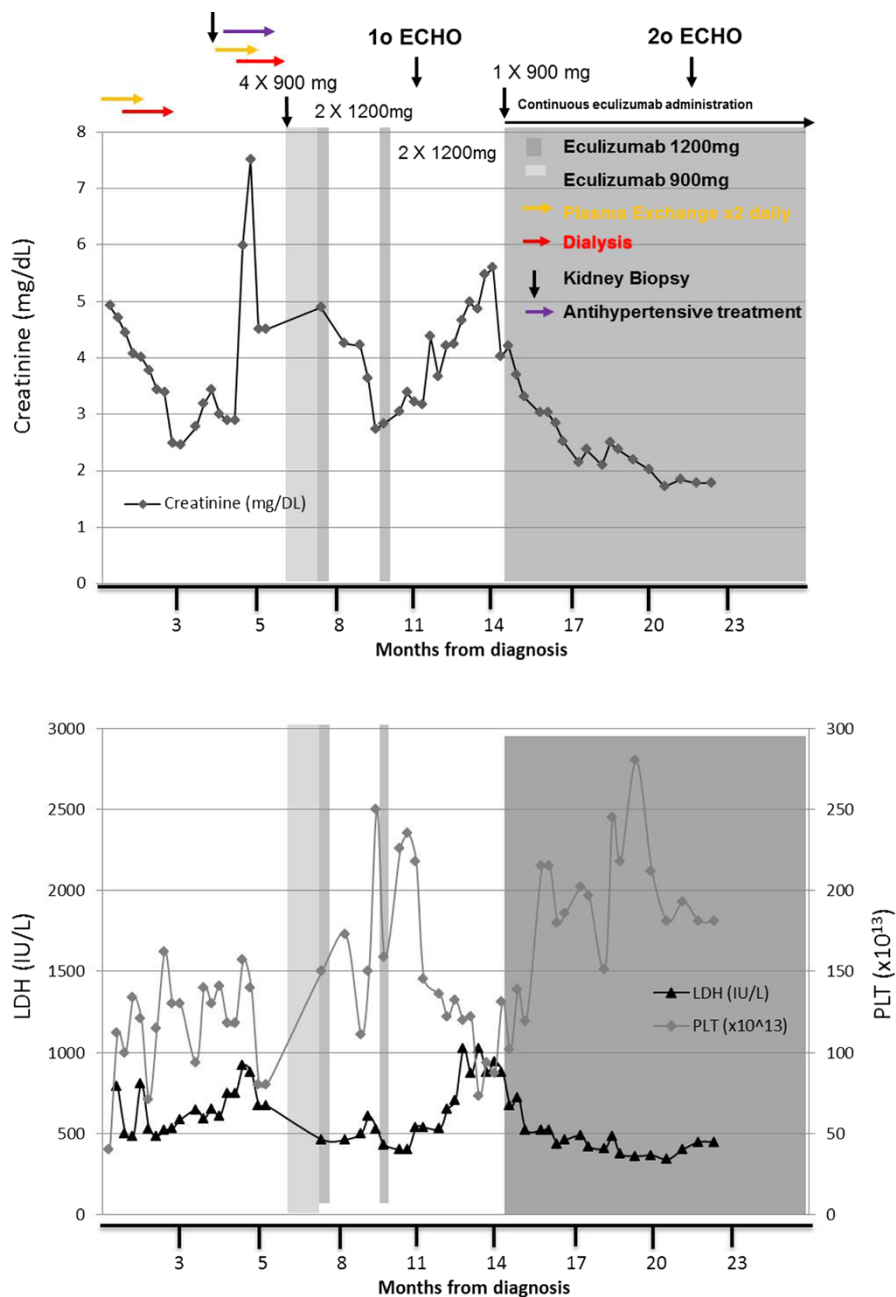 1o ECHO
2o ECHO
4 X 900 mg
1 X 900 mg
2 X 1200mg
Continuous eculizumab administration
2 X 1200mg
8
7
6
5
4
3
2
1
0
Creatinine (mg/dL)
Eculizumab 1200mg
Eculizumab 900mg
Plasma Exchange x2 daily
Dialysis
Kidney Biopsy
Antihypertensive treatment
Creatinine (mg/DL)
3 5 8 11 14 17 20 23
Months from diagnosis
3000
2500
2000
1500
1000
500
0
LDH (IU/L)
300
250
200
150
100
50
0
PLT (x10^13)
LDH (IU/L)
PLT (x10^13)
3 5 8 11 14 17 20 23
Months from diagnosis